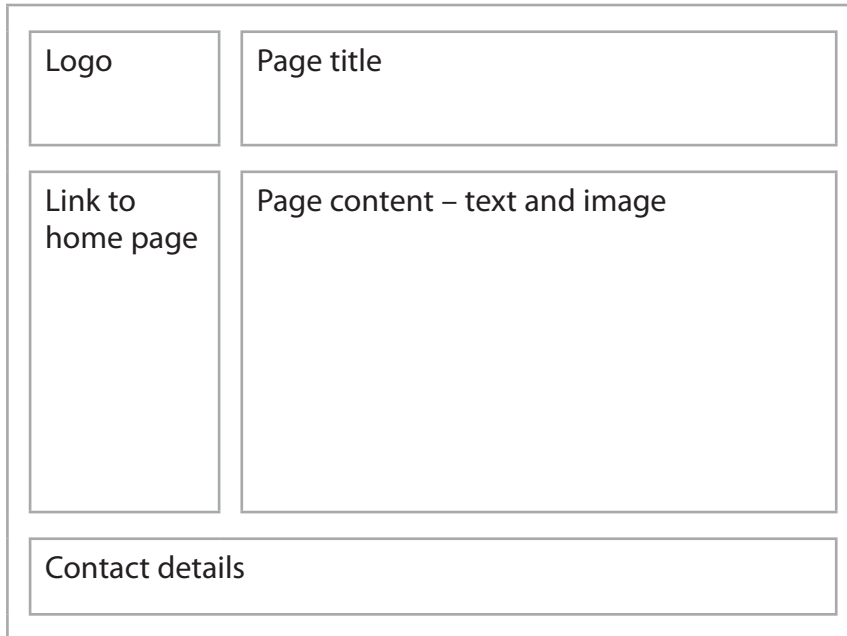 Logo
Page title
Link to
home page
Page content – text and image
Contact details